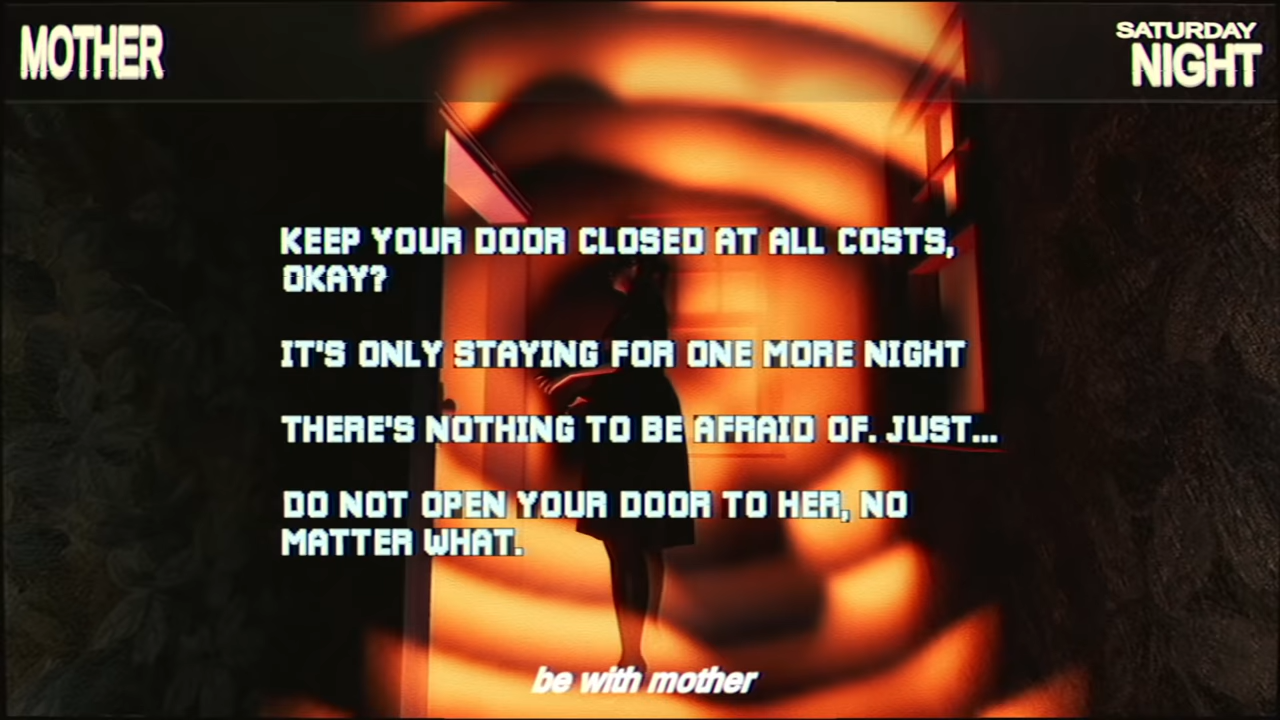 MOTHER
SATURDAY
NIGHT
KEEP YOUR DOOR CLOSED AT ALL COSTS,
OKAY?
IT'S ONLY STAYING FOR ONE MORE NIGHT
THERE'S NOTHING TO BE AFRAID OF. JUST...
DO NOT OPEN YOUR DOOR TO HER, NO
MATTER WHAT.
be with mother